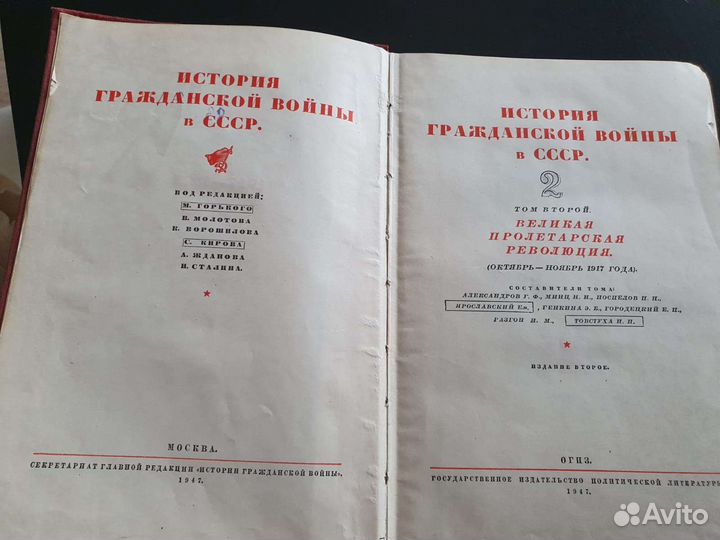 ИСТОРИЯ
ГРАЖДАНСКОЙ ВОЙНЫ
в СССР.
ПОД РЕДАКЦИЕЙ:
М. ГОРЬКОГО
В. МОЛОТОВА
К. ВОРОШИЛОВА
С. КИРОВА
А. ЖДАНОВА
И. СТАЛИНА.
МОСКВА.
СЕКРЕТАРИАТ ГЛАВНОЙ РЕДАКЦИИ «ИСТОРИИ ГРАЖДАНСКОЙ ВОЙНЫ».
1947.
ИСТОРИЯ
ГРАЖДАНСКОЙ ВОЙНЫ
в СССР.
2
ТОМ ВТОРОЙ.
ВЕЛИКАЯ
ПРОЛЕТАРСКАЯ
РЕВОЛЮЦИЯ.
(ОКТЯБРЬ — НОЯБРЬ 1917 ГОДА).
СОСТАВИТЕЛИ ТОМА:
АЛЕКСАНДРОВ Г. Ф., МИНЦ И. И., ПОСПЕЛОВ П. Н.,
ЯРОСЛАВСКИЙ Ем., ГЕНКИНА Э. Б., ГОРОДЕЦКИЙ Е. Н.,
РАЗГОН И. М., ТОВСТУХА И. П.
ИЗДАНИЕ ВТОРОЕ.
ОГИЗ.
ГОСУДАРСТВЕННОЕ ИЗДАТЕЛЬСТВО ПОЛИТИЧЕСКОЙ ЛИТЕРАТУРЫ
1947.
Avito